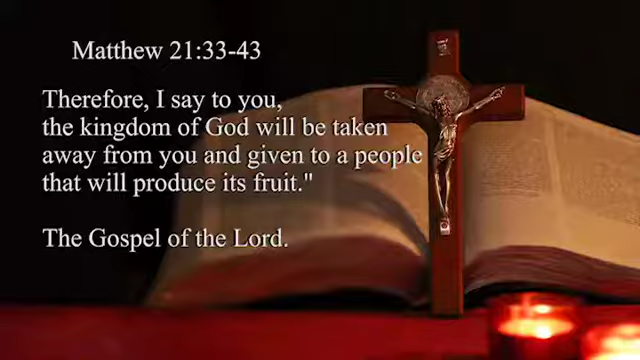 Matthew 21:33-43
Therefore, I say to you,
the kingdom of God will be taken
away from you and given to a people
that will produce its fruit."
The Gospel of the Lord.